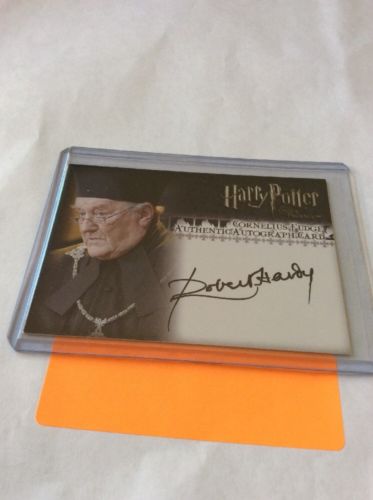 Harry Potter
Cornelius Fudge
Authentic Autograph Card
Robert Hardy